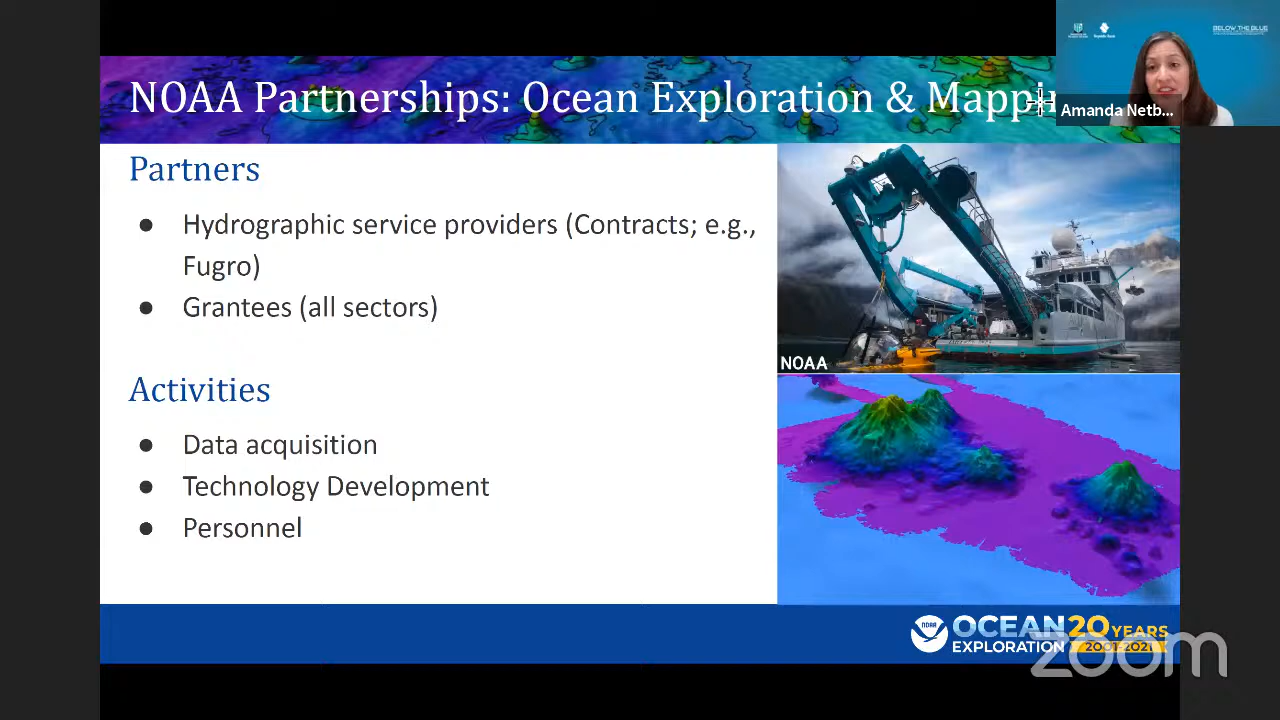 NOAA Partnerships: Ocean Exploration & Mappi
BELOW THE BLUE
Amanda Netb...
Partners
● Hydrographic service providers (Contracts; e.g.,
Fugro)
● Grantees (all sectors)
NOAA
Activities
● Data acquisition
● Technology Development
● Personnel
NOAA
OCEAN 20 YEARS
EXPLORATION 2001-2021
zoom